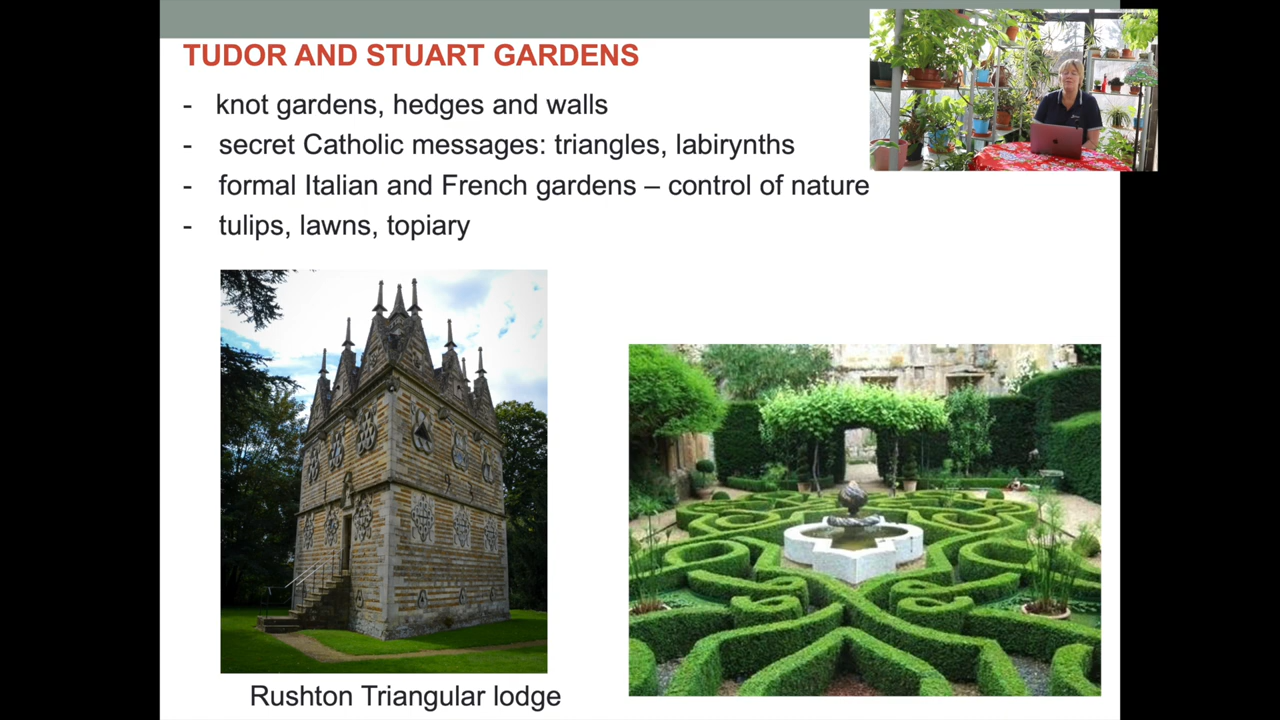 TUDOR AND STUART GARDENS
- knot gardens, hedges and walls
- secret Catholic messages: triangles, labirynths
- formal Italian and French gardens – control of nature
- tulips, lawns, topiary
Rushton Triangular lodge